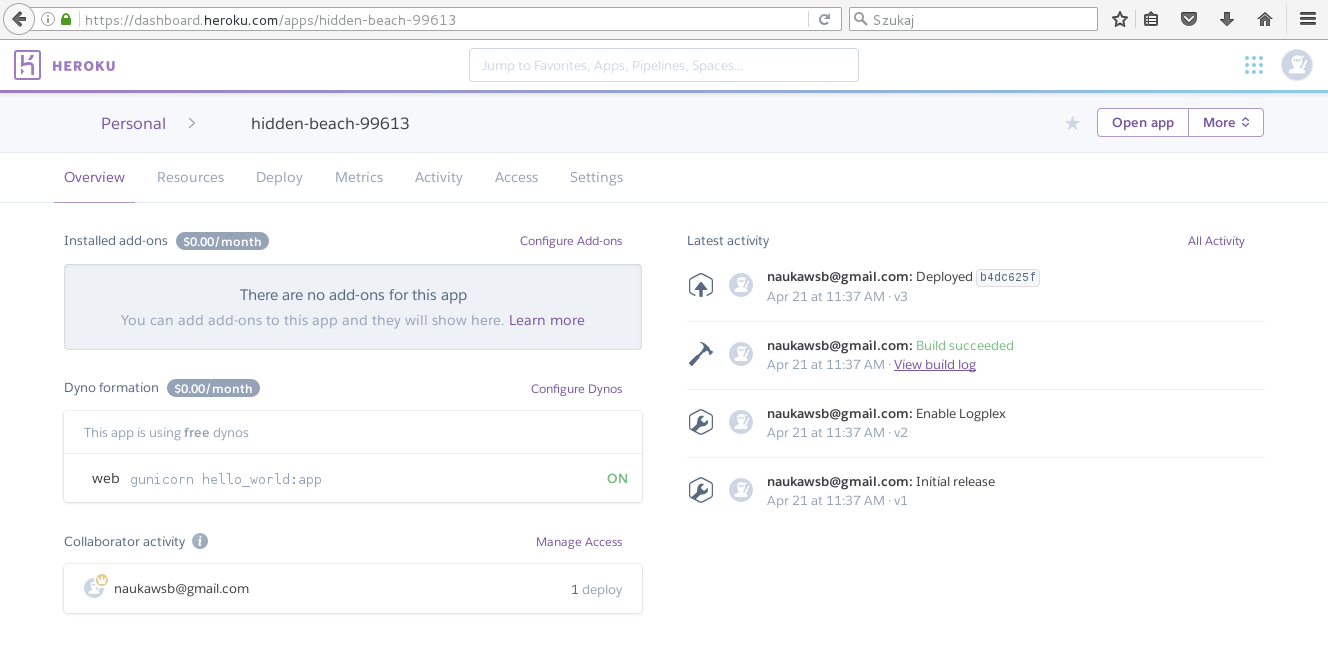 https://dashboard.heroku.com/apps/hidden-beach-99613
Szukaj
HEROKU
Jump to Favorites, Apps, Pipelines, Spaces...
Personal > hidden-beach-99613
Open app
More
Overview Resources Deploy Metrics Activity Access Settings
Installed add-ons $0.00/month Configure Add-ons
There are no add-ons for this app
You can add add-ons to this app and they will show here. Learn more
Dyno formation $0.00/month Configure Dynos
This app is using free dynos
web gunicorn hello_world:app ON
Collaborator activity i Manage Access
naukawsb@gmail.com 1 deploy
Latest activity All Activity
naukawsb@gmail.com: Deployed b4dc625f
Apr 21 at 11:37 AM · v3
naukawsb@gmail.com: Build succeeded
Apr 21 at 11:37 AM · View build log
naukawsb@gmail.com: Enable Logplex
Apr 21 at 11:37 AM · v2
naukawsb@gmail.com: Initial release
Apr 21 at 11:37 AM · v1